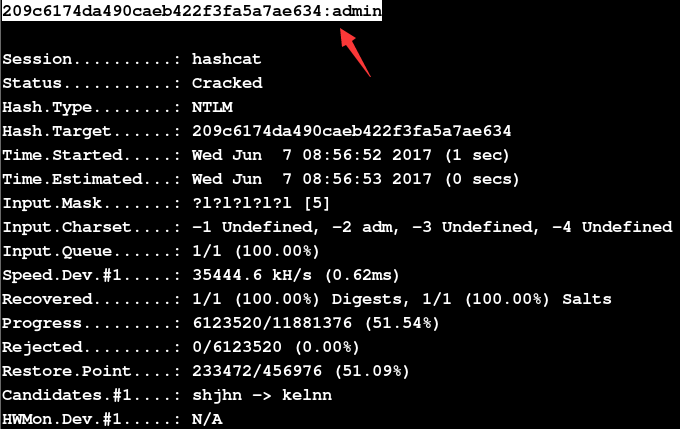 209c6174da490caeb422f3fa5a7ae634:admin
Session..........: hashcat
Status...........: Cracked
Hash.Type........: NTLM
Hash.Target......: 209c6174da490caeb422f3fa5a7ae634
Time.Started.....: Wed Jun  7 08:56:52 2017 (1 sec)
Time.Estimated...: Wed Jun  7 08:56:53 2017 (0 secs)
Input.Mask.......: ?l?l?l?l?l [5]
Input.Charset....: -1 Undefined, -2 adm, -3 Undefined, -4 Undefined
Input.Queue......: 1/1 (100.00%)
Speed.Dev.#1.....: 35444.6 kH/s (0.62ms)
Recovered........: 1/1 (100.00%) Digests, 1/1 (100.00%) Salts
Progress.........: 6123520/11881376 (51.54%)
Rejected.........: 0/6123520 (0.00%)
Restore.Point....: 233472/456976 (51.09%)
Candidates.#1....: shjhn -> kelnn
HWMon.Dev.#1.....: N/A